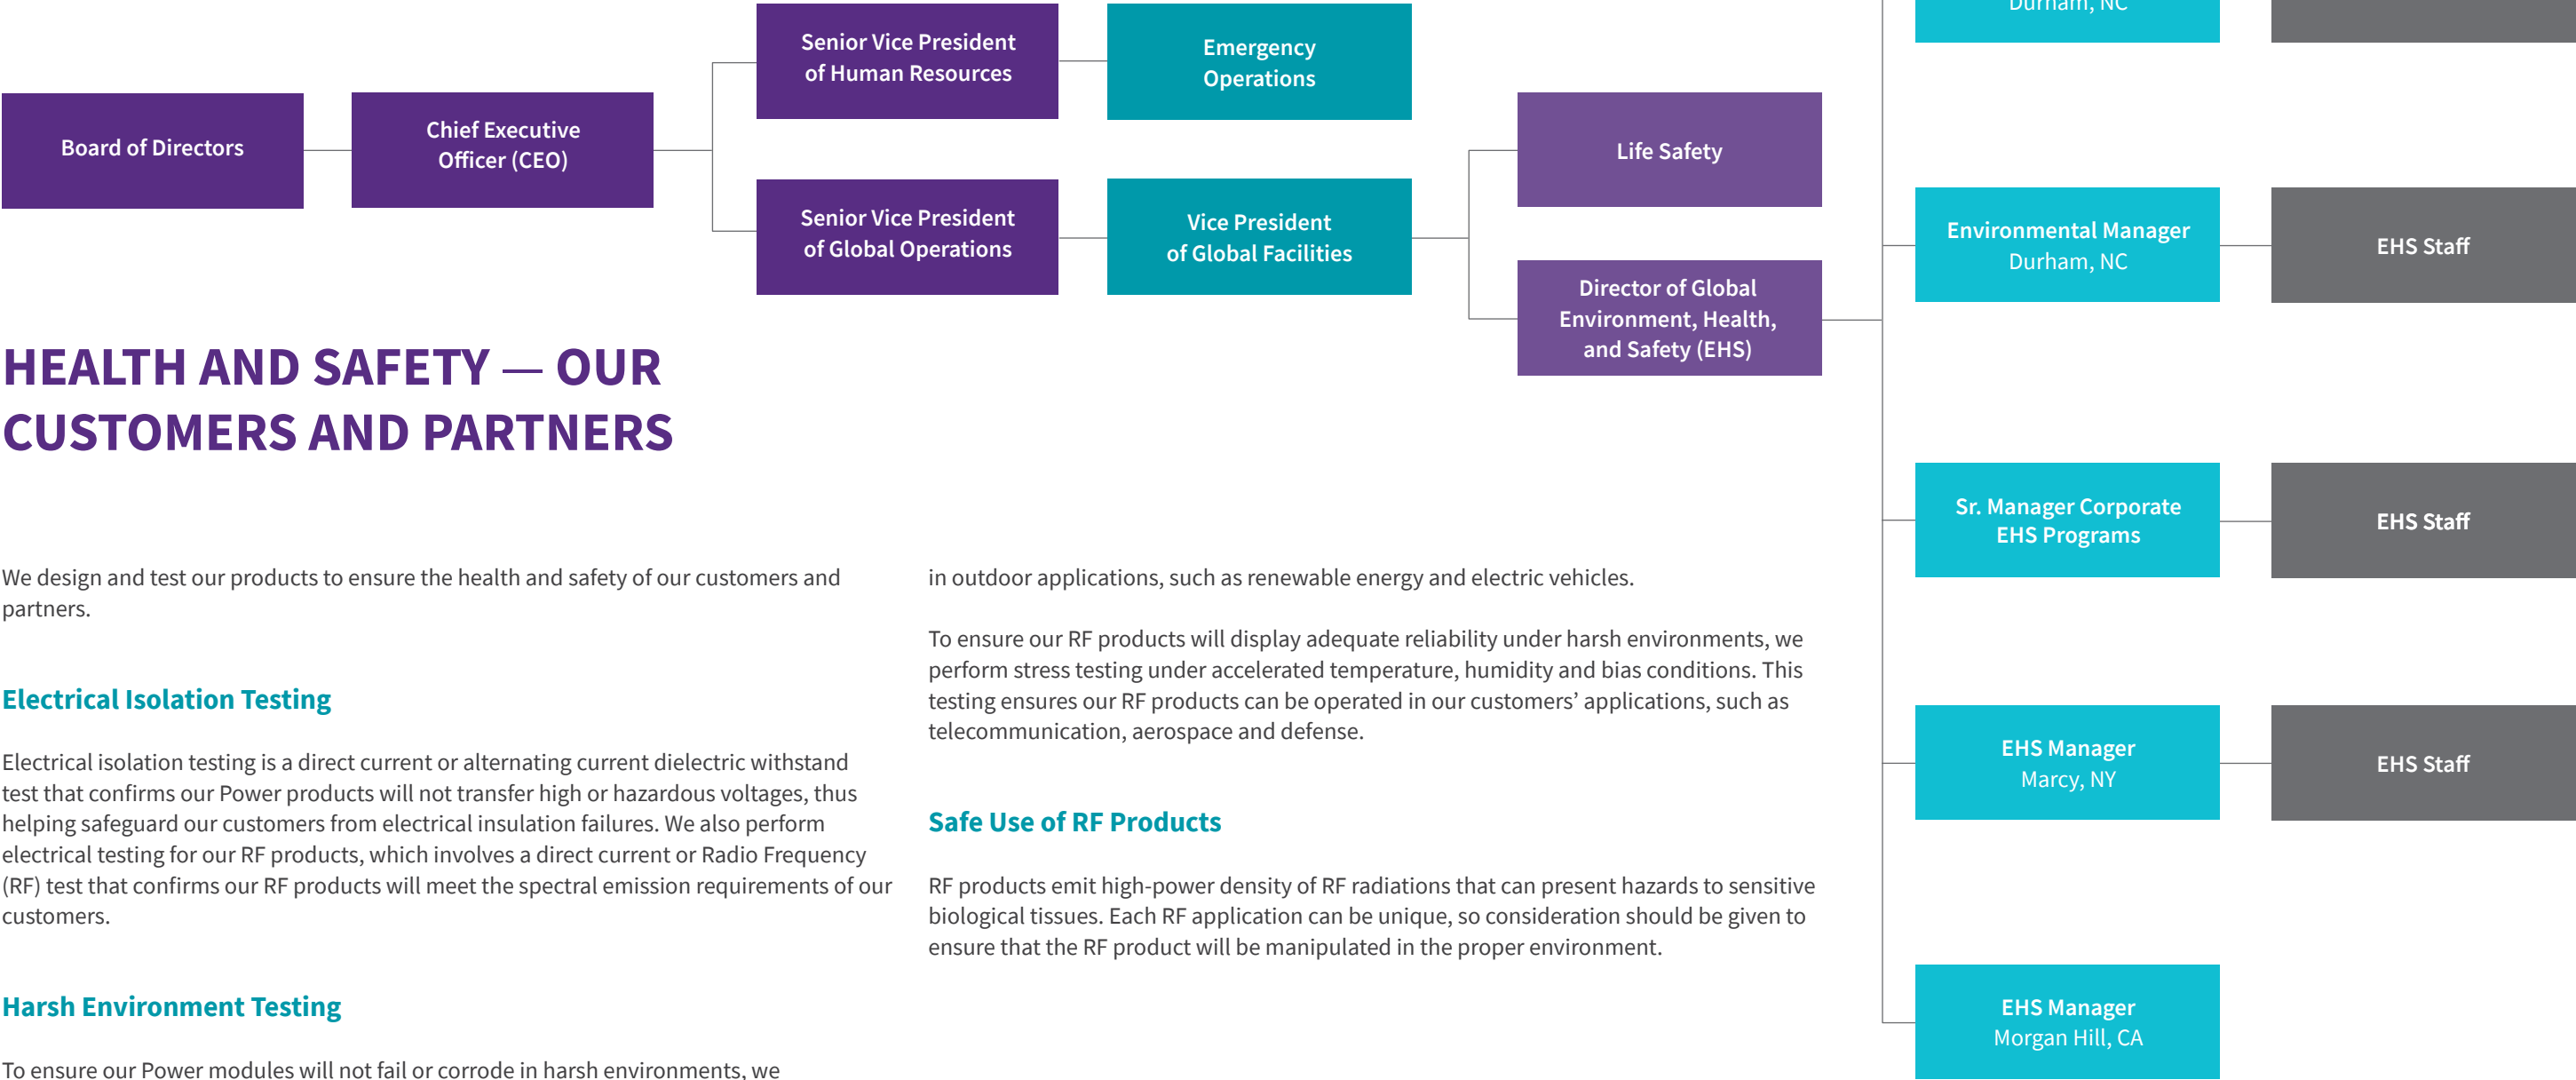 Board of Directors
Chief Executive
Officer (CEO)
Senior Vice President
of Human Resources
Emergency
Operations
Senior Vice President
of Global Operations
Vice President
of Global Facilities
Life Safety
Director of Global
Environment, Health,
and Safety (EHS)
Durham, NC
Environmental Manager
Durham, NC
EHS Staff
Sr. Manager Corporate
EHS Programs
EHS Staff
EHS Manager
Marcy, NY
EHS Staff
EHS Manager
Morgan Hill, CA
HEALTH AND SAFETY — OUR
CUSTOMERS AND PARTNERS
We design and test our products to ensure the health and safety of our customers and
partners.
Electrical Isolation Testing
Electrical isolation testing is a direct current or alternating current dielectric withstand
test that confirms our Power products will not transfer high or hazardous voltages, thus
helping safeguard our customers from electrical insulation failures. We also perform
electrical testing for our RF products, which involves a direct current or Radio Frequency
(RF) test that confirms our RF products will meet the spectral emission requirements of our
customers.
Harsh Environment Testing
To ensure our Power modules will not fail or corrode in harsh environments, we
in outdoor applications, such as renewable energy and electric vehicles.
To ensure our RF products will display adequate reliability under harsh environments, we
perform stress testing under accelerated temperature, humidity and bias conditions. This
testing ensures our RF products can be operated in our customers’ applications, such as
telecommunication, aerospace and defense.
Safe Use of RF Products
RF products emit high-power density of RF radiations that can present hazards to sensitive
biological tissues. Each RF application can be unique, so consideration should be given to
ensure that the RF product will be manipulated in the proper environment.